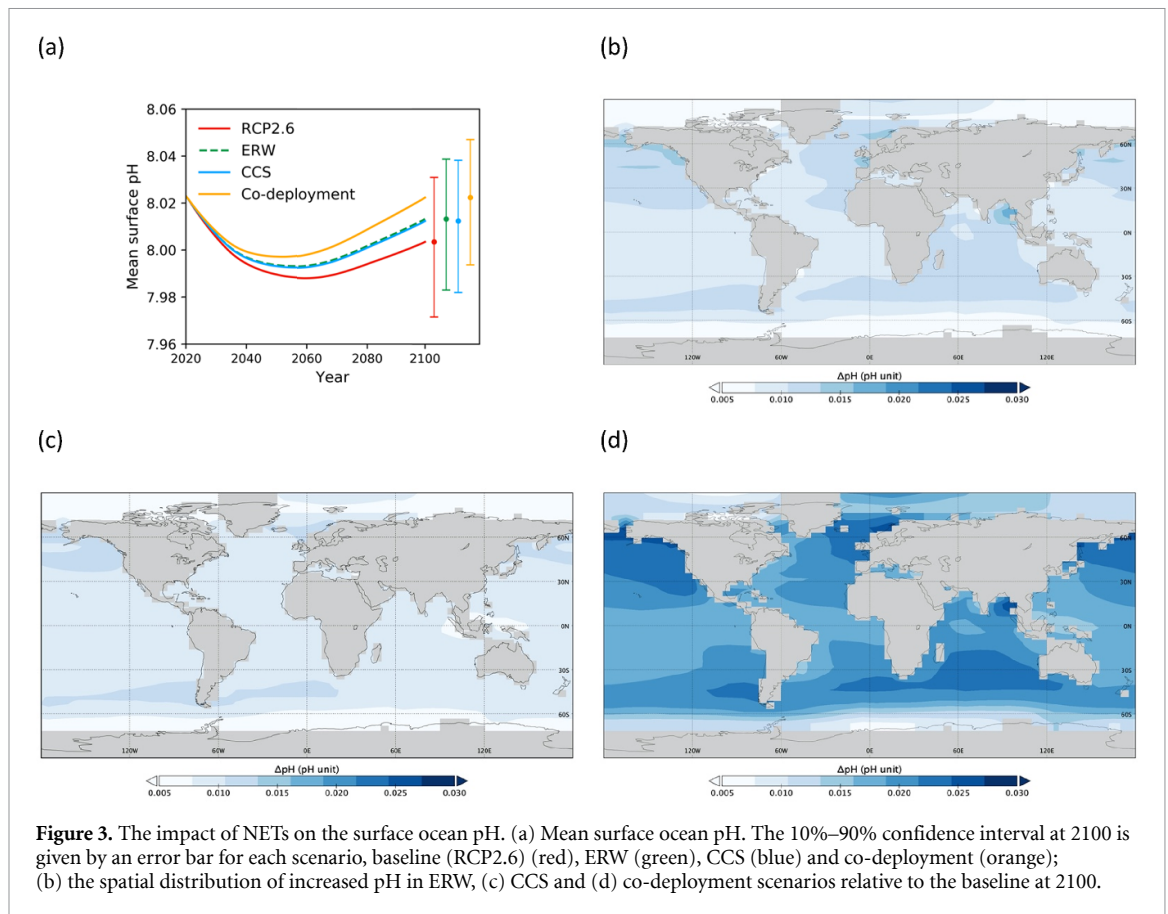 (a)
8.06
8.04
8.02
8.00
7.98
7.96
Mean surface pH
RCP2.6
ERW
CCS
Co-deployment
2020 2040 2060 2080 2100
Year
(b)
60N
30N
0N
30S
60S
120W 60W 0E 60E 120E
ΔpH (pH unit)
0.005 0.010 0.015 0.020 0.025 0.030
(c)
60N
30N
0N
30S
60S
120W 60W 0E 60E 120E
ΔpH (pH unit)
0.005 0.010 0.015 0.020 0.025 0.030
(d)
60N
30N
0N
30S
60S
120W 60W 0E 60E 120E
ΔpH (pH unit)
0.005 0.010 0.015 0.020 0.025 0.030
Figure 3. The impact of NETs on the surface ocean pH. (a) Mean surface ocean pH. The 10%–90% confidence interval at 2100 is
given by an error bar for each scenario, baseline (RCP2.6) (red), ERW (green), CCS (blue) and co-deployment (orange);
(b) the spatial distribution of increased pH in ERW, (c) CCS and (d) co-deployment scenarios relative to the baseline at 2100.